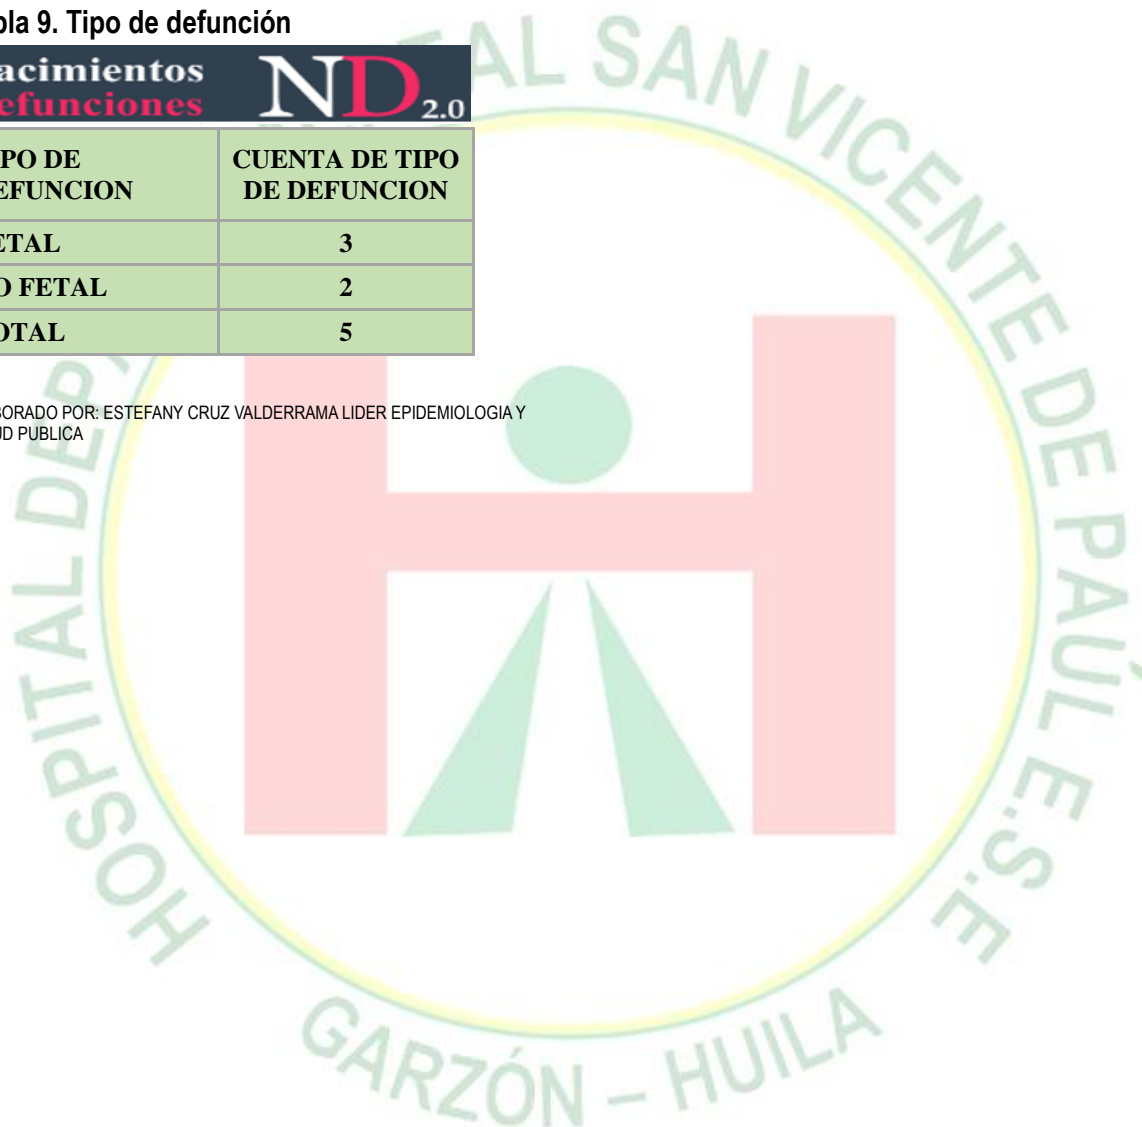 bla 9. Tipo de defunción
acimientos
efunciones
ND 2.0
PO DE
EFUNCION
CUENTA DE TIPO
DE DEFUNCION
ETAL 3
O FETAL 2
OTAL 5
BORADO POR: ESTEFANY CRUZ VALDERRAMA LIDER EPIDEMIOLOGIA Y
UD PUBLICA
HOSPITAL DEP AL SAN VICENTE DE PAÚL E.S.E
GARZÓN – HUILA